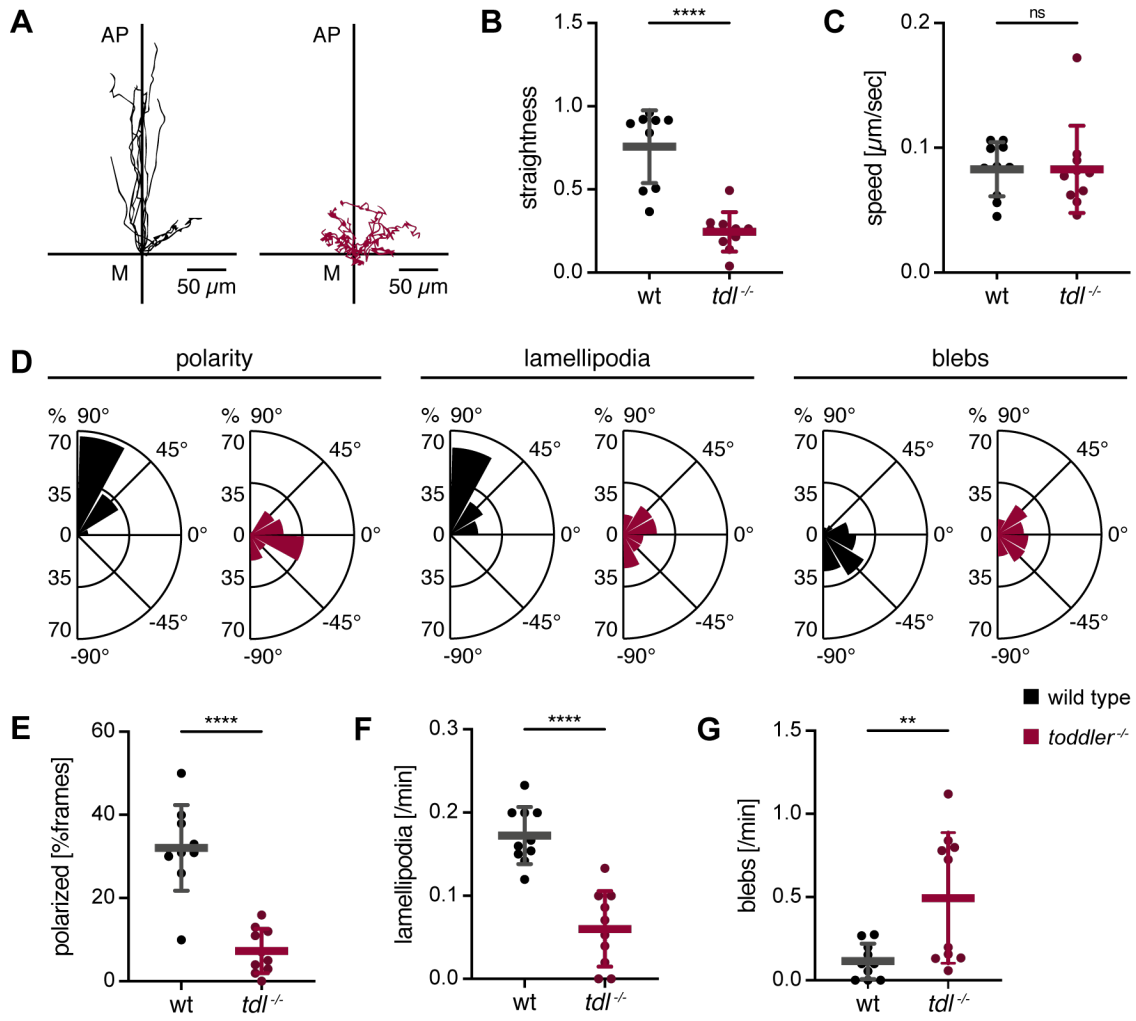 A
AP
M
50 µm
AP
M
50 µm
B
****
straightness
1.5
1.0
0.5
0.0
wt
tdl -/-
C
ns
speed [µm/sec]
0.2
0.1
0.0
wt
tdl -/-
D
polarity
lamellipodia
blebs
% 90°
70
45°
35
0
0°
35
-45°
70
-90°
% 90°
70
45°
35
0
0°
35
-45°
70
-90°
% 90°
70
45°
35
0
0°
35
-45°
70
-90°
% 90°
70
45°
35
0
0°
35
-45°
70
-90°
% 90°
70
45°
35
0
0°
35
-45°
70
-90°
% 90°
70
45°
35
0
0°
35
-45°
70
-90°
wild type
toddler-/-
E
****
polarized [%frames]
60
40
20
0
wt
tdl -/-
F
****
lamellipodia [/min]
0.3
0.2
0.1
0.0
wt
tdl -/-
G
**
blebs [/min]
1.5
1.0
0.5
0.0
wt
tdl -/-